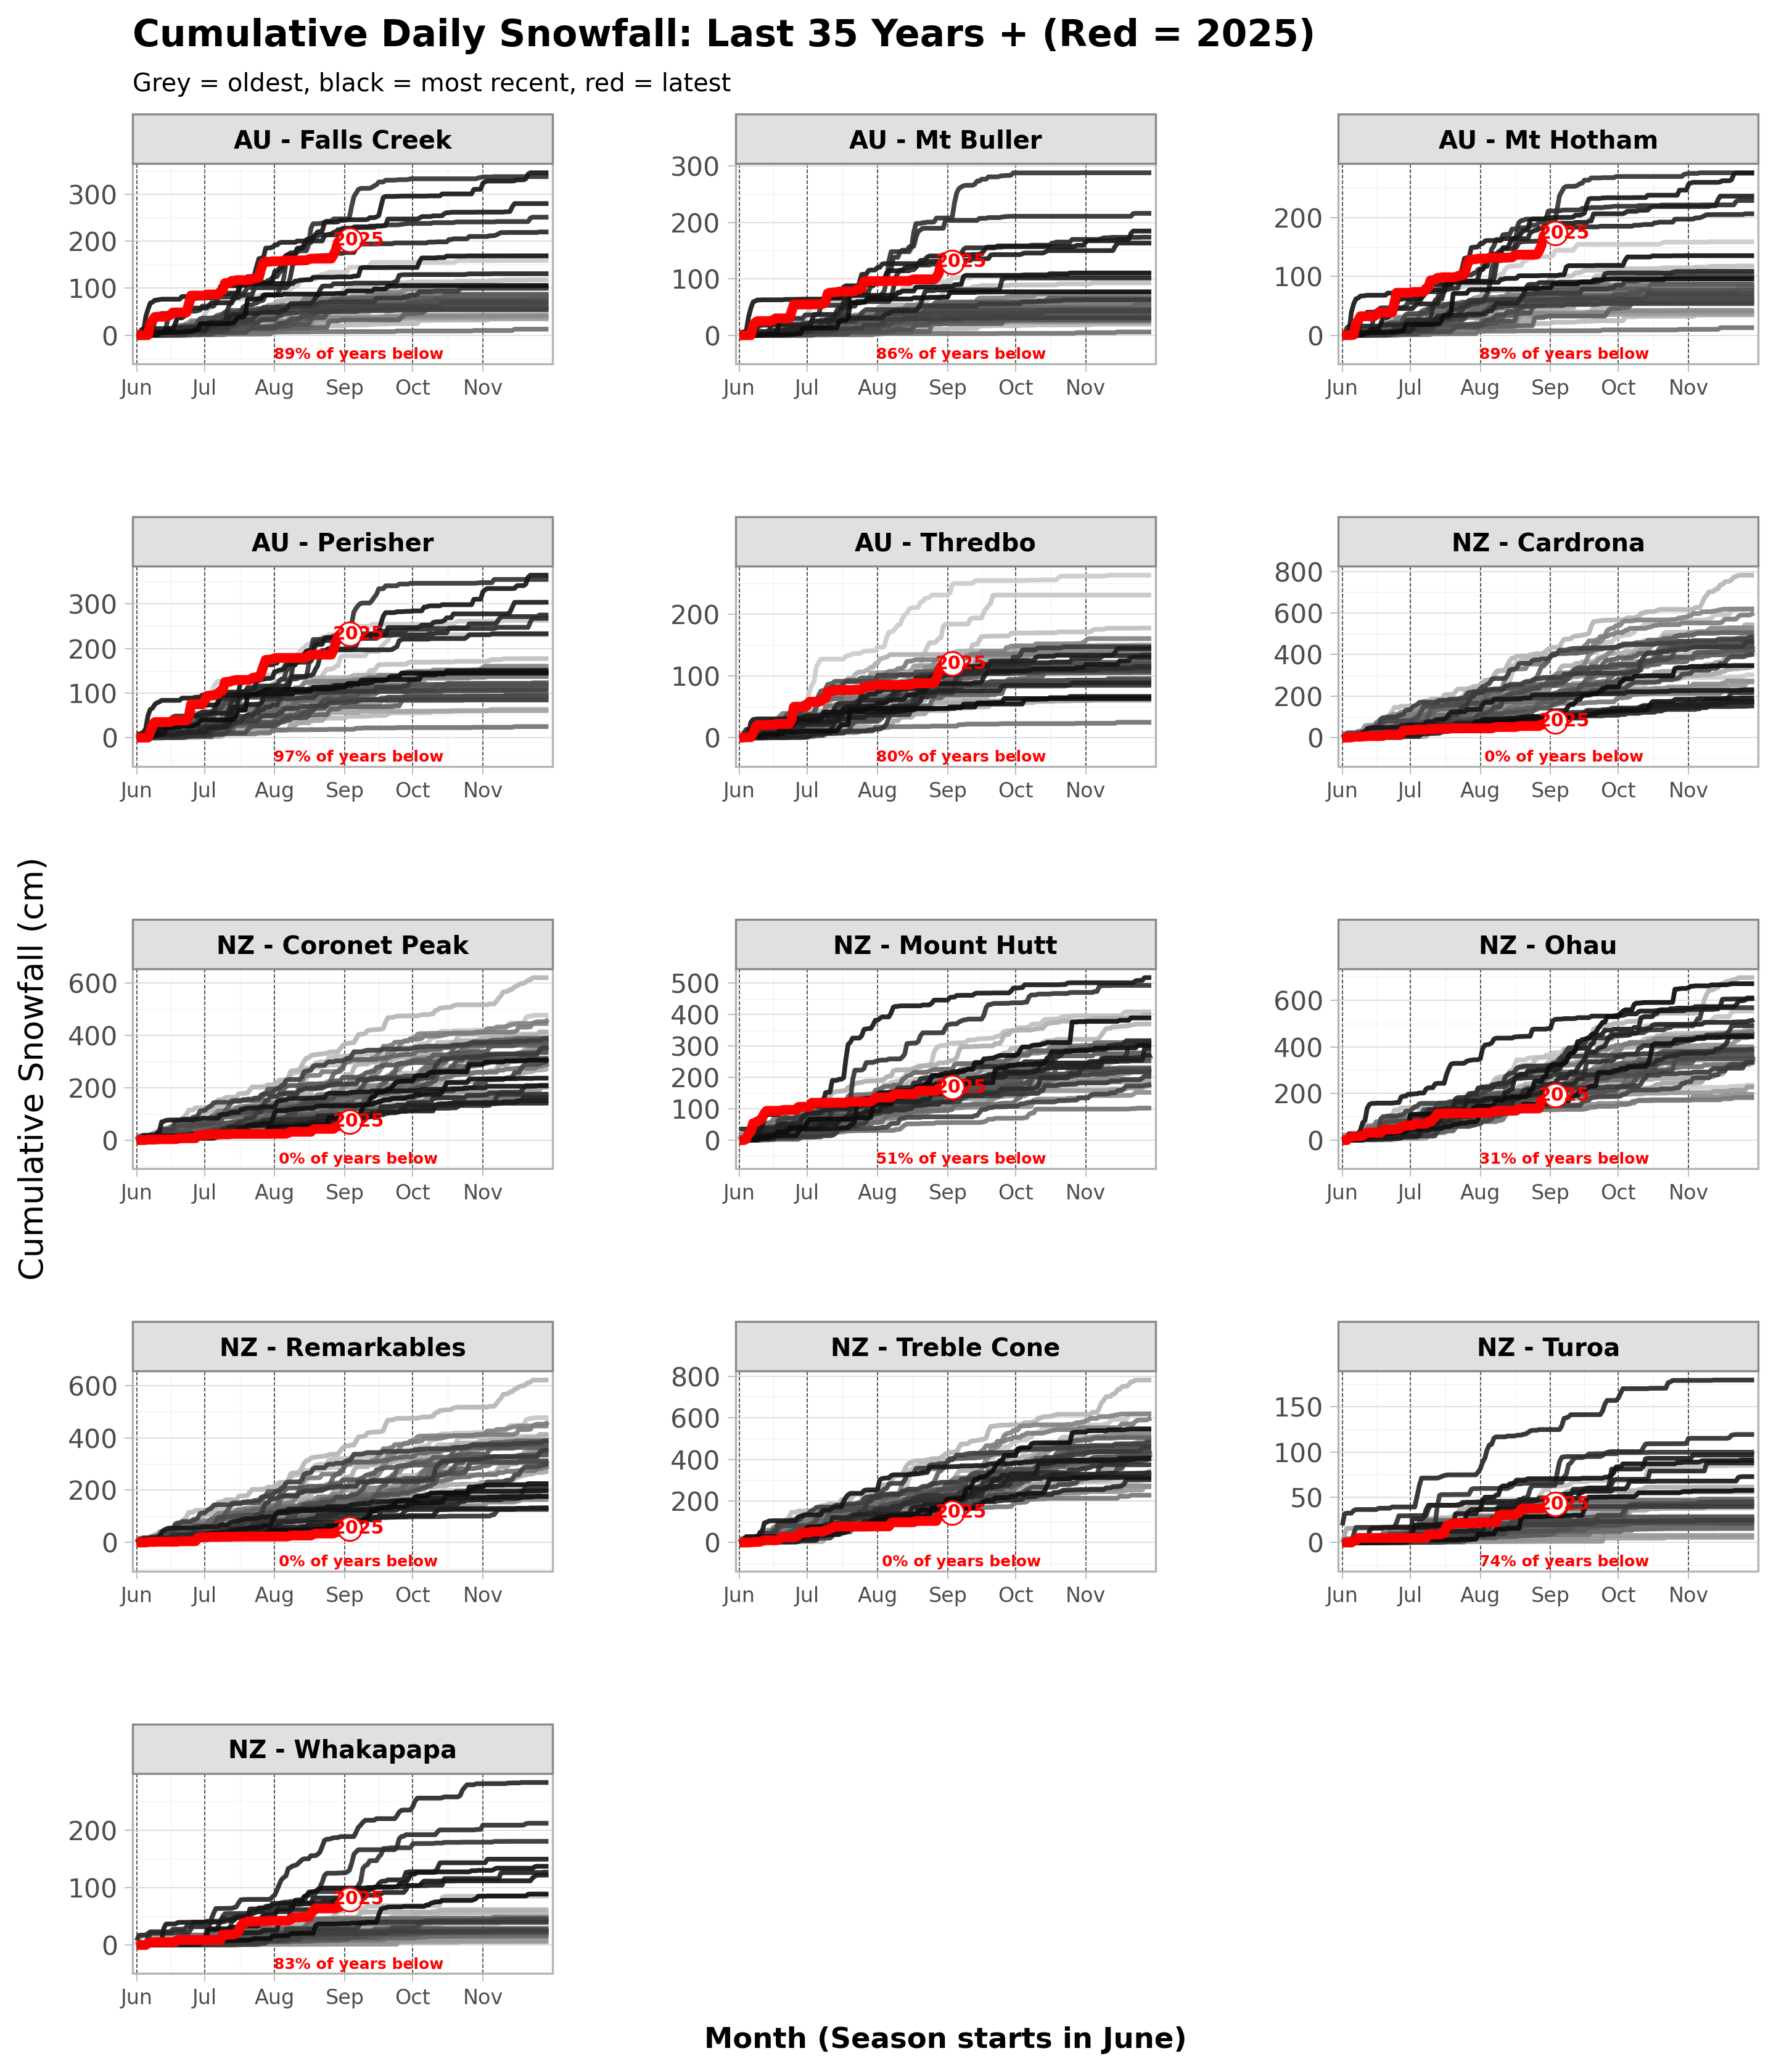 Cumulative Daily Snowfall: Last 35 Years + (Red = 2025)
Grey = oldest, black = most recent, red = latest
Cumulative Snowfall (cm)
AU - Falls Creek
300
200
100
0
2025
89% of years below
Jun Jul Aug Sep Oct Nov
AU - Mt Buller
300
200
100
0
2025
86% of years below
Jun Jul Aug Sep Oct Nov
AU - Mt Hotham
200
100
0
2025
89% of years below
Jun Jul Aug Sep Oct Nov
AU - Perisher
300
200
100
0
2025
97% of years below
Jun Jul Aug Sep Oct Nov
AU - Thredbo
200
100
0
2025
80% of years below
Jun Jul Aug Sep Oct Nov
NZ - Cardrona
800
600
400
200
0
2025
0% of years below
Jun Jul Aug Sep Oct Nov
NZ - Coronet Peak
600
400
200
0
2025
0% of years below
Jun Jul Aug Sep Oct Nov
NZ - Mount Hutt
500
400
300
200
100
0
2025
51% of years below
Jun Jul Aug Sep Oct Nov
NZ - Ohau
600
400
200
0
2025
31% of years below
Jun Jul Aug Sep Oct Nov
NZ - Remarkables
600
400
200
0
2025
0% of years below
Jun Jul Aug Sep Oct Nov
NZ - Treble Cone
800
600
400
200
0
2025
0% of years below
Jun Jul Aug Sep Oct Nov
NZ - Turoa
150
100
50
0
2025
74% of years below
Jun Jul Aug Sep Oct Nov
NZ - Whakapapa
200
100
0
2025
83% of years below
Jun Jul Aug Sep Oct Nov
Month (Season starts in June)